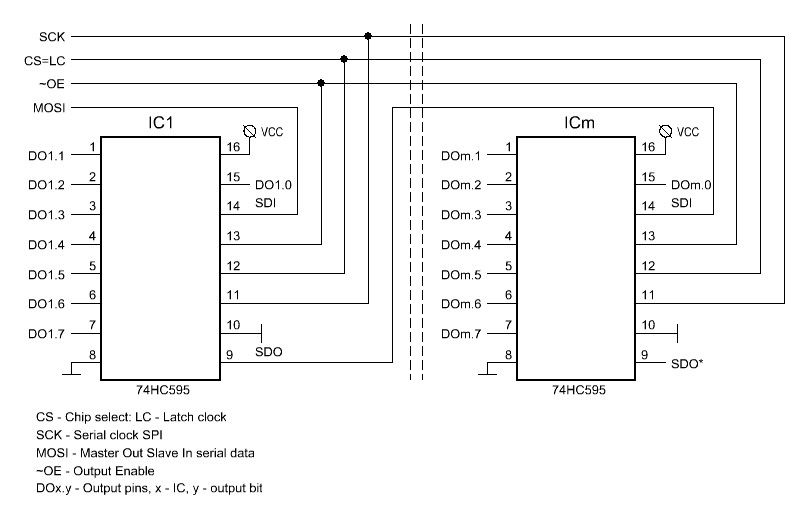 SCK
CS=LC
~OE
MOSI
IC1
ICm
VCC
VCC
DO1.1 1 16
DO1.2 2 15 DO1.0
SDI
DO1.3 3 14
DO1.4 4 13
DO1.5 5 12
DO1.6 6 11
DO1.7 7 10
SDO
8 9
74HC595
DOm.1 1 16
DOm.2 2 15 DOm.0
SDI
DOm.3 3 14
DOm.4 4 13
DOm.5 5 12
DOm.6 6 11
DOm.7 7 10
8 9 SDO*
74HC595
CS - Chip select: LC - Latch clock
SCK - Serial clock SPI
MOSI - Master Out Slave In serial data
~OE - Output Enable
DOx.y - Output pins, x - IC, y - output bit